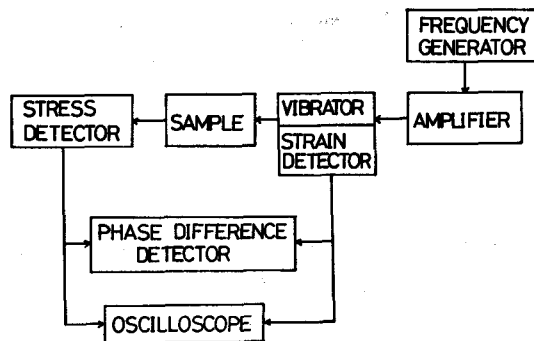 FREQUENCY
GENERATOR
STRESS
DETECTOR
SAMPLE
VIBRATOR
STRAIN
DETECTOR
AMPLIFIER
PHASE DIFFERENCE
DETECTOR
OSCILLOSCOPE